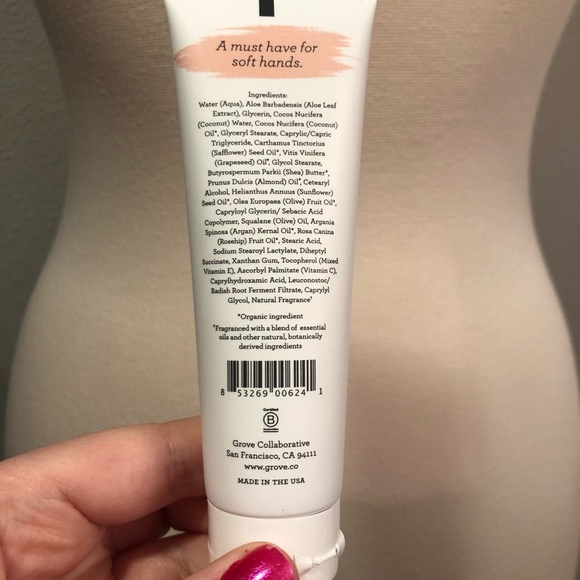 A must have for
soft hands.
Ingredients:
Water (Aqua), Aloe Barbadensis (Aloe Leaf
Extract), Glycerin, Cocos Nucifera
(Coconut) Water, Cocos Nucifera (Coconut)
Oil*, Glyceryl Stearate, Caprylic/Capric
Triglyceride, Carthamus Tinctorius
(Safflower) Seed Oil*, Vitis Vinifera
(Grapeseed) Oil*, Glycol Stearate,
Butyrospermum Parkii (Shea) Butter*,
Prunus Dulcis (Almond) Oil*, Cetearyl
Alcohol, Helianthus Annuus (Sunflower)
Seed Oil*, Olea Europaea (Olive) Fruit Oil*,
Capryloyl Glycerin/ Sebacic Acid
Copolymer, Squalane (Olive) Oil, Argania
Spinosa (Argan) Kernal Oil*, Rosa Canina
(Rosehip) Fruit Oil*, Stearic Acid,
Sodium Stearoyl Lactylate, Diheptyl
Succinate, Xanthan Gum, Tocopherol (Mixed
Vitamin E), Ascorbyl Palmitate (Vitamin C),
Caprylhydroxamic Acid, Leuconostoc/
Radish Root Ferment Filtrate, Caprylyl
Glycol, Natural Fragrance†
*Organic ingredient
†Fragranced with a blend of essential
oils and other natural, botanically
derived ingredients
8 53269 00624 1
Certified
B
Corporation
Grove Collaborative
San Francisco, CA 94111
www.grove.co
MADE IN THE USA